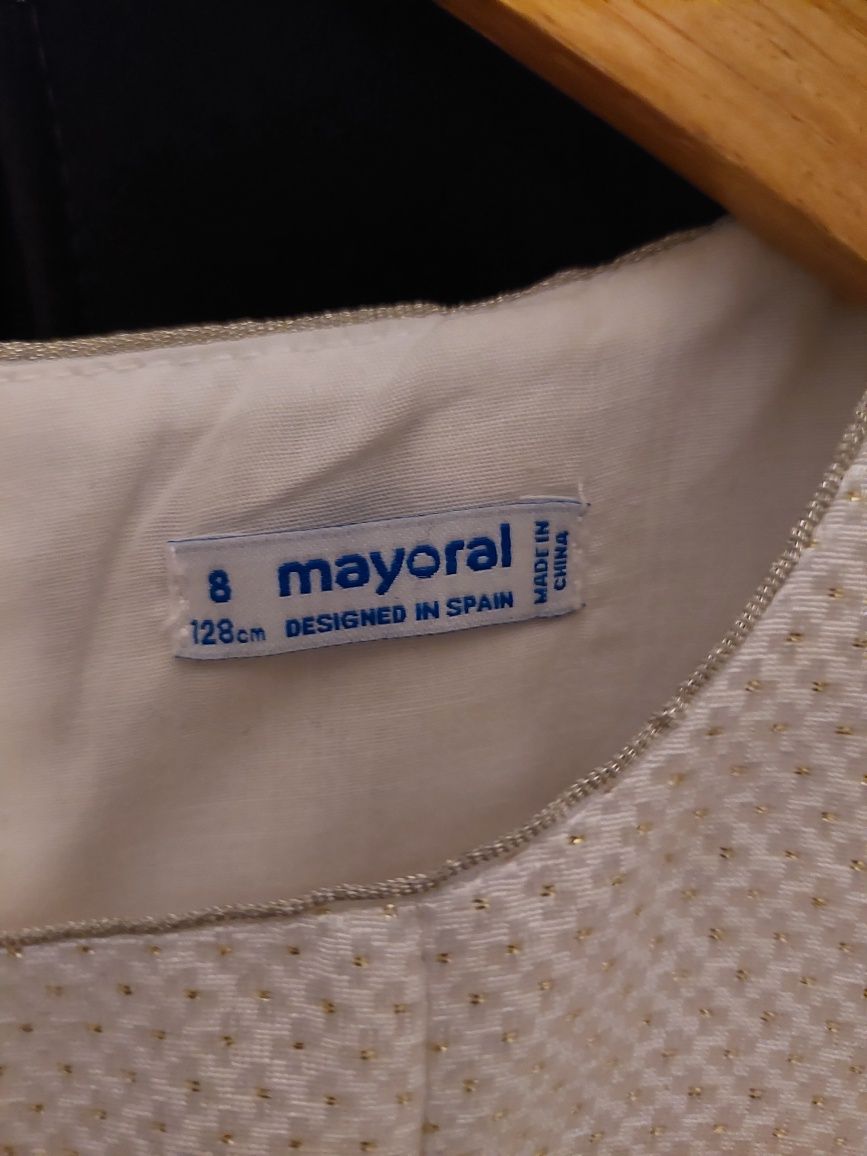 8
128cm
mayoral
DESIGNED IN SPAIN
MADE IN
CHINA